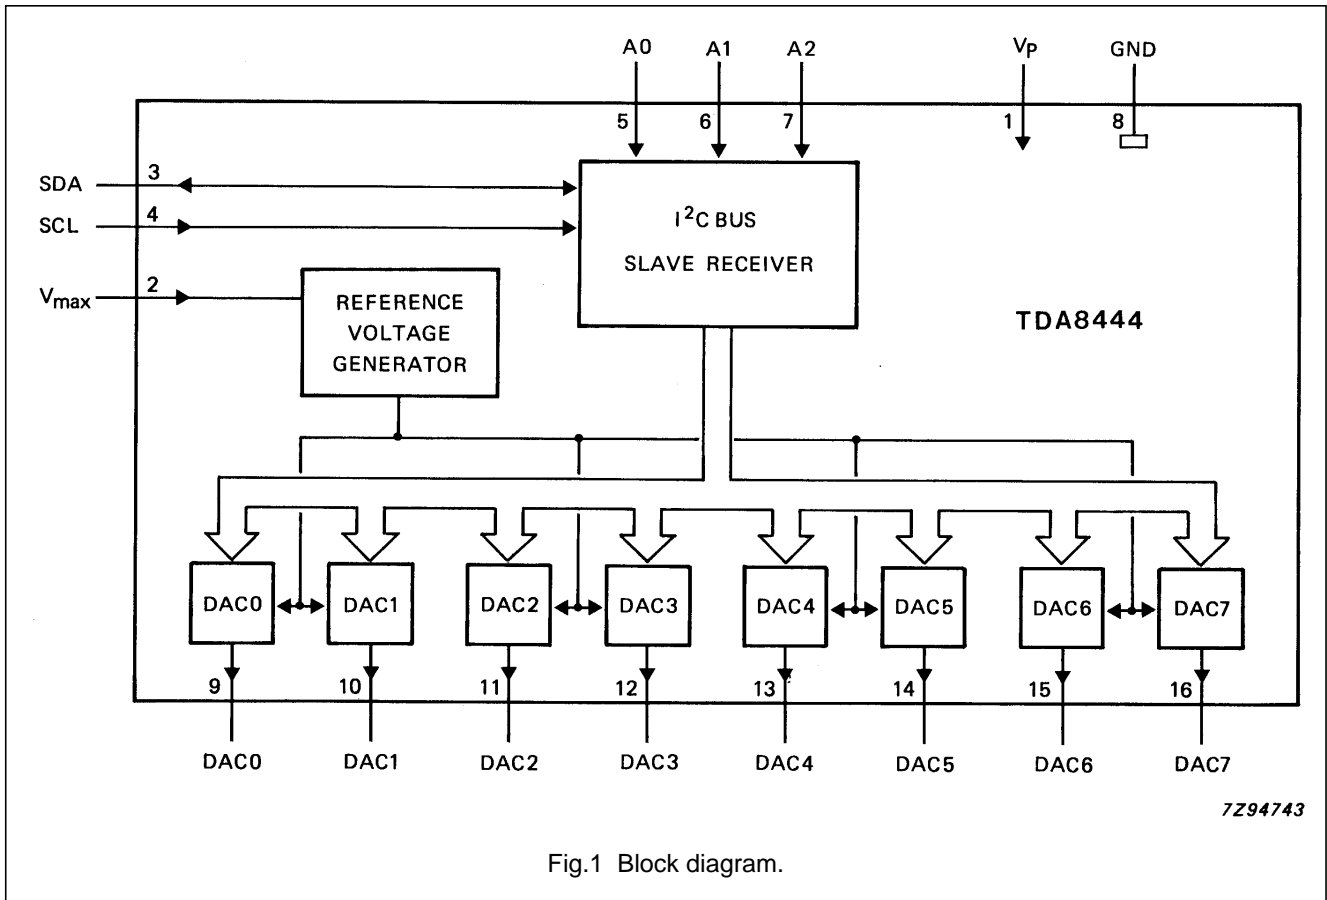 A0 A1 A2 VP GND
5 6 7 1 8
SDA 3
SCL 4
Vmax 2
I²C BUS
SLAVE RECEIVER
REFERENCE
VOLTAGE
GENERATOR
TDA8444
DAC0 DAC1 DAC2 DAC3 DAC4 DAC5 DAC6 DAC7
9 10 11 12 13 14 15 16
DAC0 DAC1 DAC2 DAC3 DAC4 DAC5 DAC6 DAC7
7Z94743
Fig.1 Block diagram.